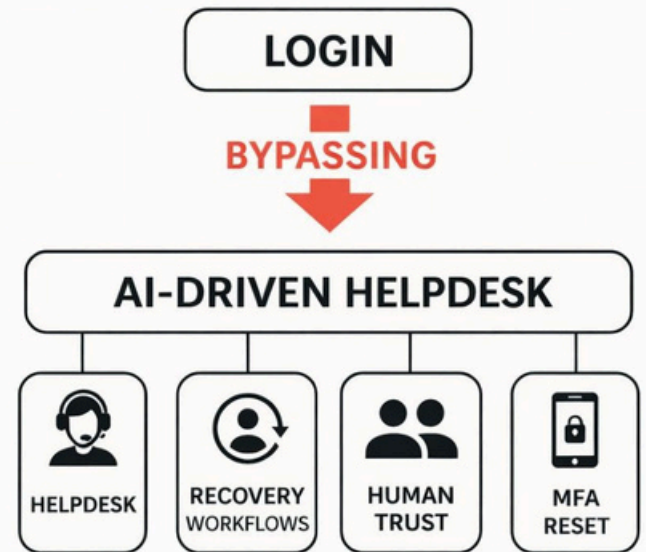 LOGIN
BYPASSING
AI-DRIVEN HELPDESK
HELPDESK
RECOVERY
WORKFLOWS
HUMAN
TRUST
MFA
RESET